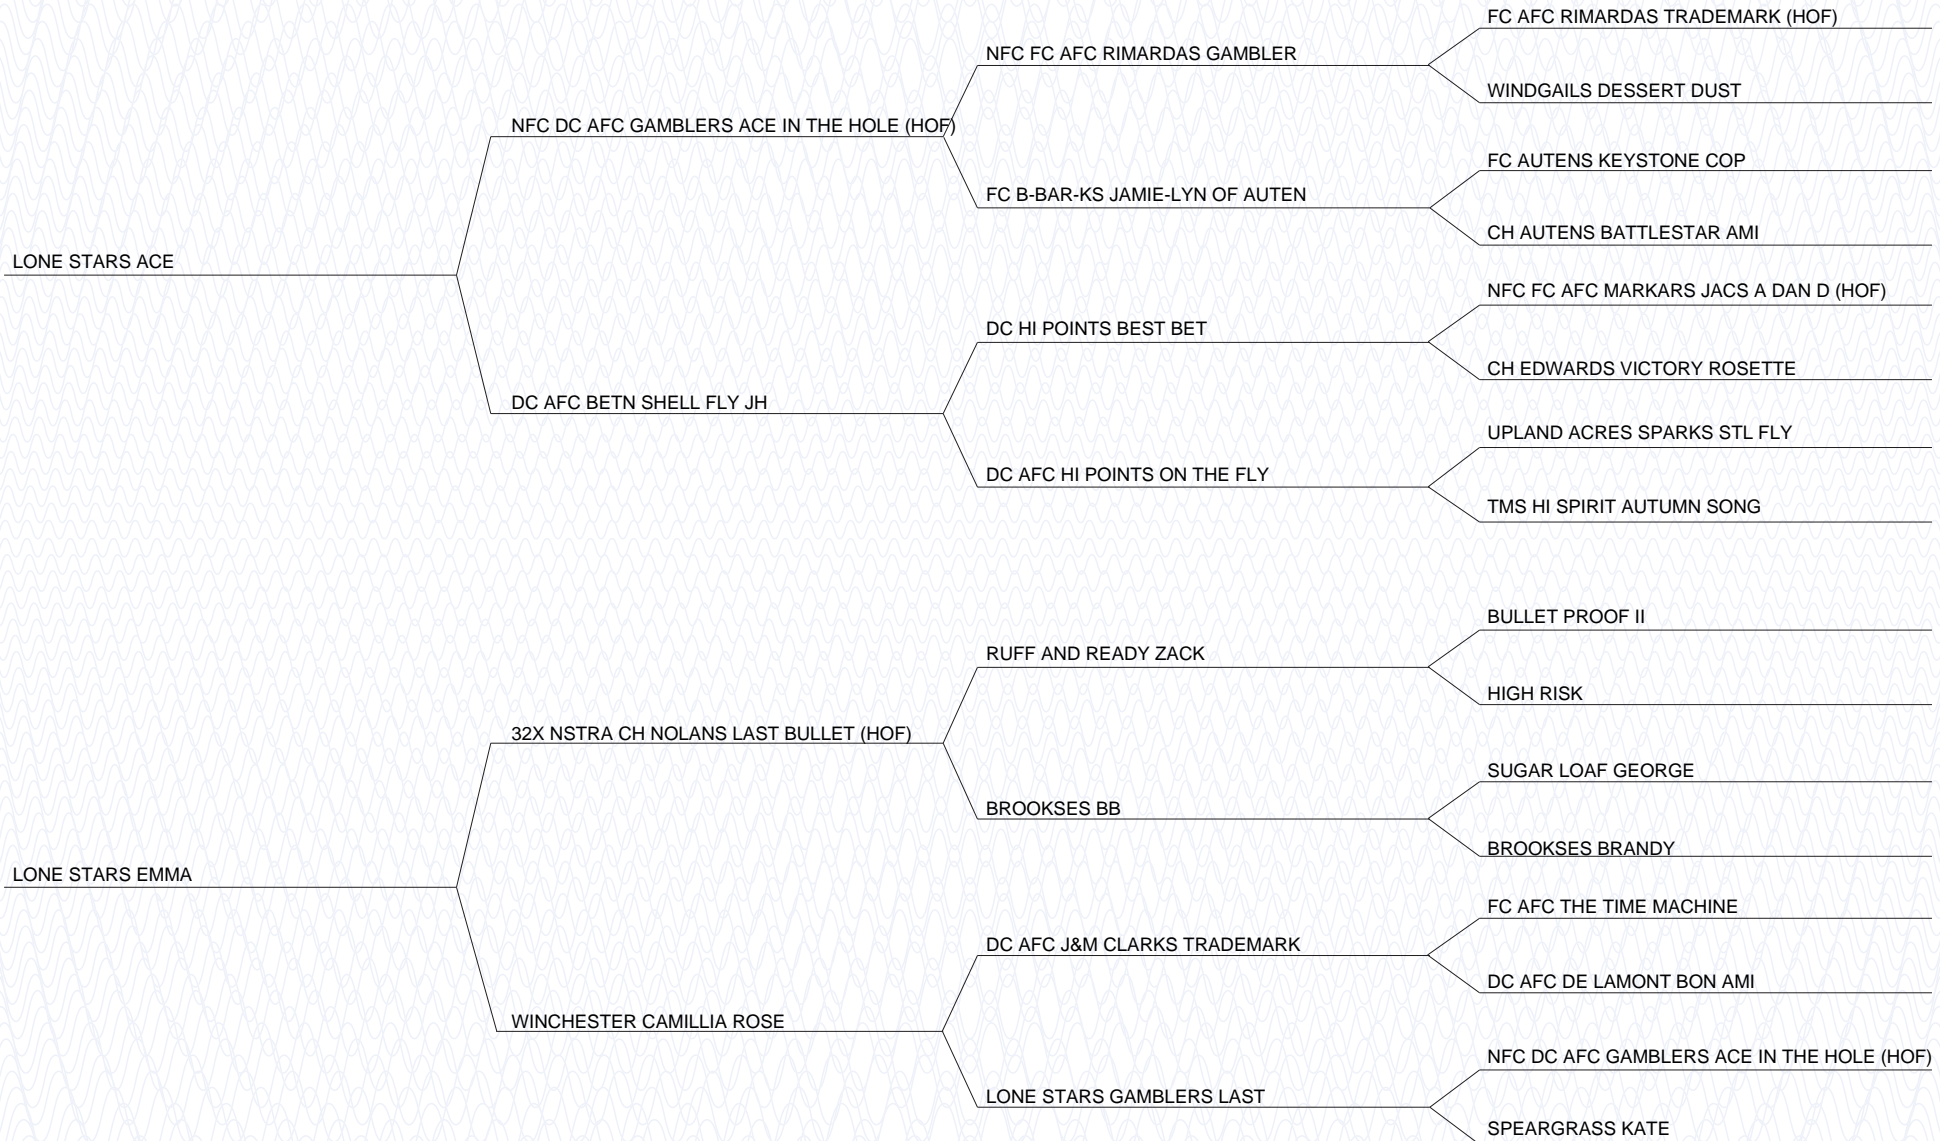 FC AFC RIMARDAS TRADEMARK (HOF)
NFC FC AFC RIMARDAS GAMBLER
WINDGAILS DESSERT DUST
NFC DC AFC GAMBLERS ACE IN THE HOLE (HOF)
FC AUTENS KEYSTONE COP
FC B-BAR-KS JAMIE-LYN OF AUTEN
CH AUTENS BATTLESTAR AMI
LONE STARS ACE
NFC FC AFC MARKARS JACS A DAN D (HOF)
DC HI POINTS BEST BET
CH EDWARDS VICTORY ROSETTE
DC AFC BETN SHELL FLY JH
UPLAND ACRES SPARKS STL FLY
DC AFC HI POINTS ON THE FLY
TMS HI SPIRIT AUTUMN SONG
BULLET PROOF II
RUFF AND READY ZACK
HIGH RISK
32X NSTRA CH NOLANS LAST BULLET (HOF)
SUGAR LOAF GEORGE
BROOKSES BB
BROOKSES BRANDY
LONE STARS EMMA
FC AFC THE TIME MACHINE
DC AFC J&M CLARKS TRADEMARK
DC AFC DE LAMONT BON AMI
WINCHESTER CAMILLIA ROSE
NFC DC AFC GAMBLERS ACE IN THE HOLE (HOF)
LONE STARS GAMBLERS LAST
SPEARGRASS KATE